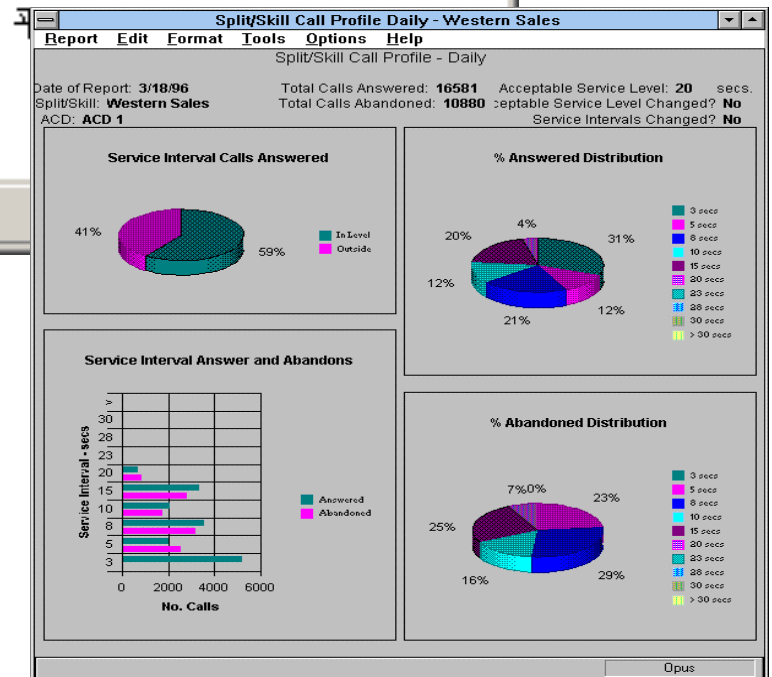 Split/Skill Call Profile Daily - Western Sales
Report Edit Format Tools Options Help
Split/Skill Call Profile - Daily
Date of Report: 3/18/96 Total Calls Answered: 16581 Acceptable Service Level: 20 secs.
Split/Skill: Western Sales Total Calls Abandoned: 10880 ceptable Service Level Changed? No
ACD: ACD 1 Service Intervals Changed? No
Service Interval Calls Answered
41%
59%
In Level
Outside
% Answered Distribution
4%
20%
31%
12%
12%
21%
3 secs
5 secs
8 secs
10 secs
15 secs
20 secs
23 secs
28 secs
30 secs
> 30 secs
Service Interval Answer and Abandons
Service Interval - secs
>
30
28
23
20
15
10
8
5
3
0 2000 4000 6000
No. Calls
Answered
Abandoned
% Abandoned Distribution
7% 0%
23%
25%
16%
29%
3 secs
5 secs
8 secs
10 secs
15 secs
20 secs
23 secs
28 secs
30 secs
> 30 secs
Opus